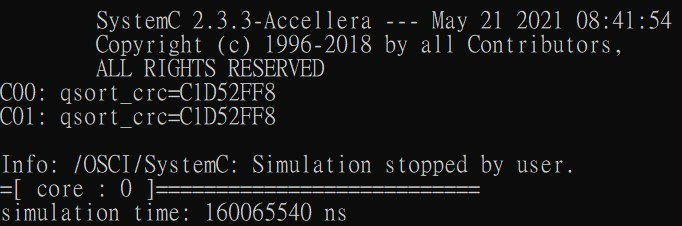 SystemC 2.3.3-Accellera --- May 21 2021 08:41:54
Copyright (c) 1996-2018 by all Contributors,
ALL RIGHTS RESERVED
C00: qsort_crc=C1D52FF8
C01: qsort_crc=C1D52FF8
Info: /OSCI/SystemC: Simulation stopped by user.
=[ core : 0 ]===========================
simulation time: 160065540 ns